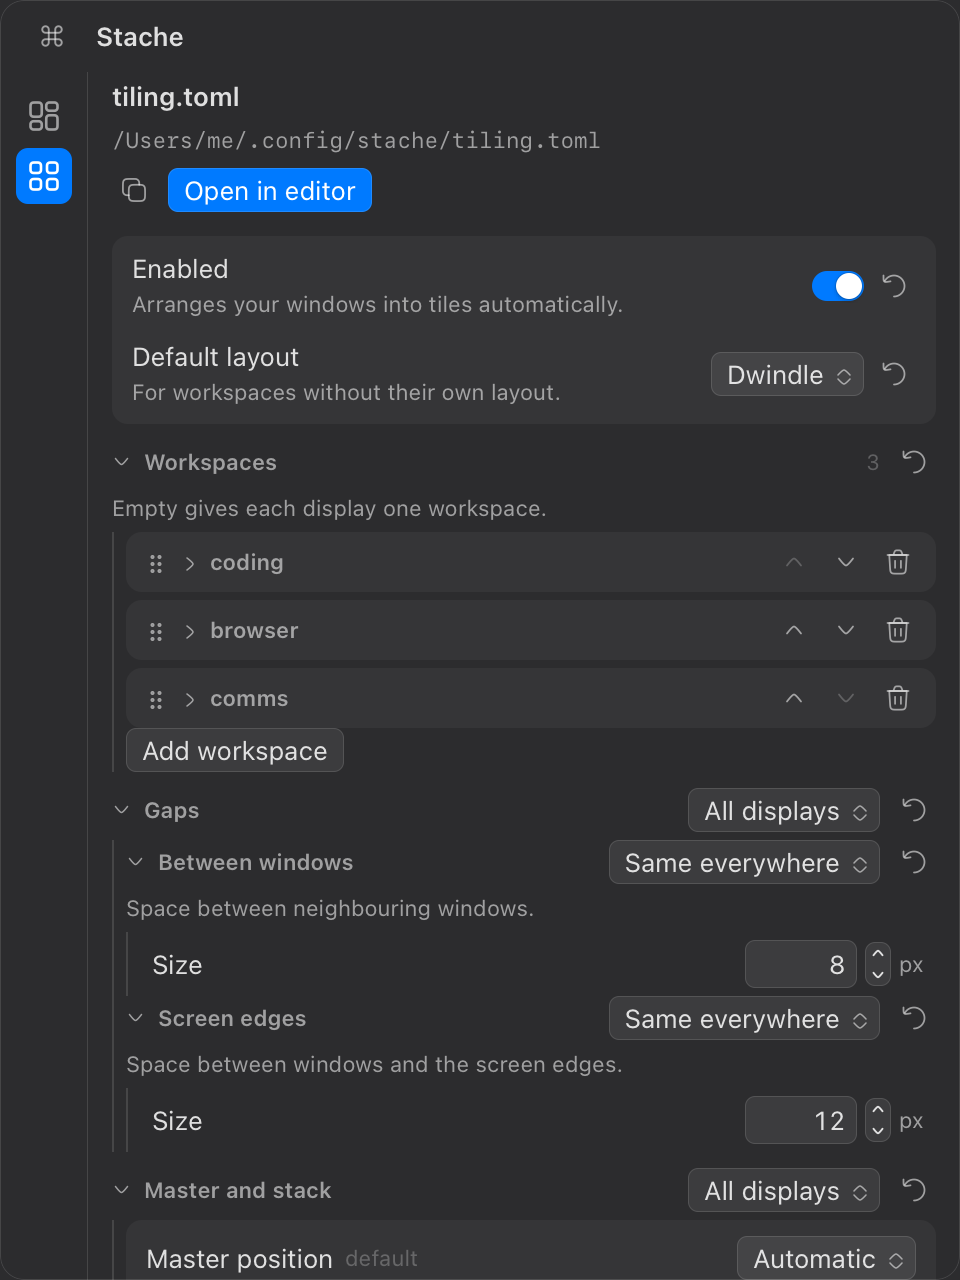 Stache
tiling.toml
/Users/me/.config/stache/tiling.toml
Open in editor
Enabled
Arranges your windows into tiles automatically.
Default layout
For workspaces without their own layout.
Dwindle
Workspaces
3
Empty gives each display one workspace.
coding
browser
comms
Add workspace
Gaps
All displays
Between windows
Same everywhere
Space between neighbouring windows.
Size
8
px
Screen edges
Same everywhere
Space between windows and the screen edges.
Size
12
px
Master and stack
All displays
Master position default
Automatic